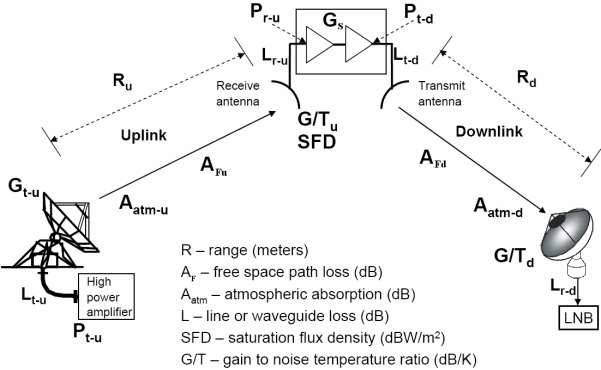 P r-u
G s
P t-d
L r-u
L t-d
R u
Receive
antenna
Transmit
antenna
R d
Uplink
G/T u
SFD
Downlink
A Fu
A Fd
G t-u
A atm-u
A atm-d
G/T d
L t-u
High
power
amplifier
P t-u
L r-d
LNB
R – range (meters)
A F – free space path loss (dB)
A atm – atmospheric absorption (dB)
L – line or waveguide loss (dB)
SFD – saturation flux density (dBW/m²)
G/T – gain to noise temperature ratio (dB/K)